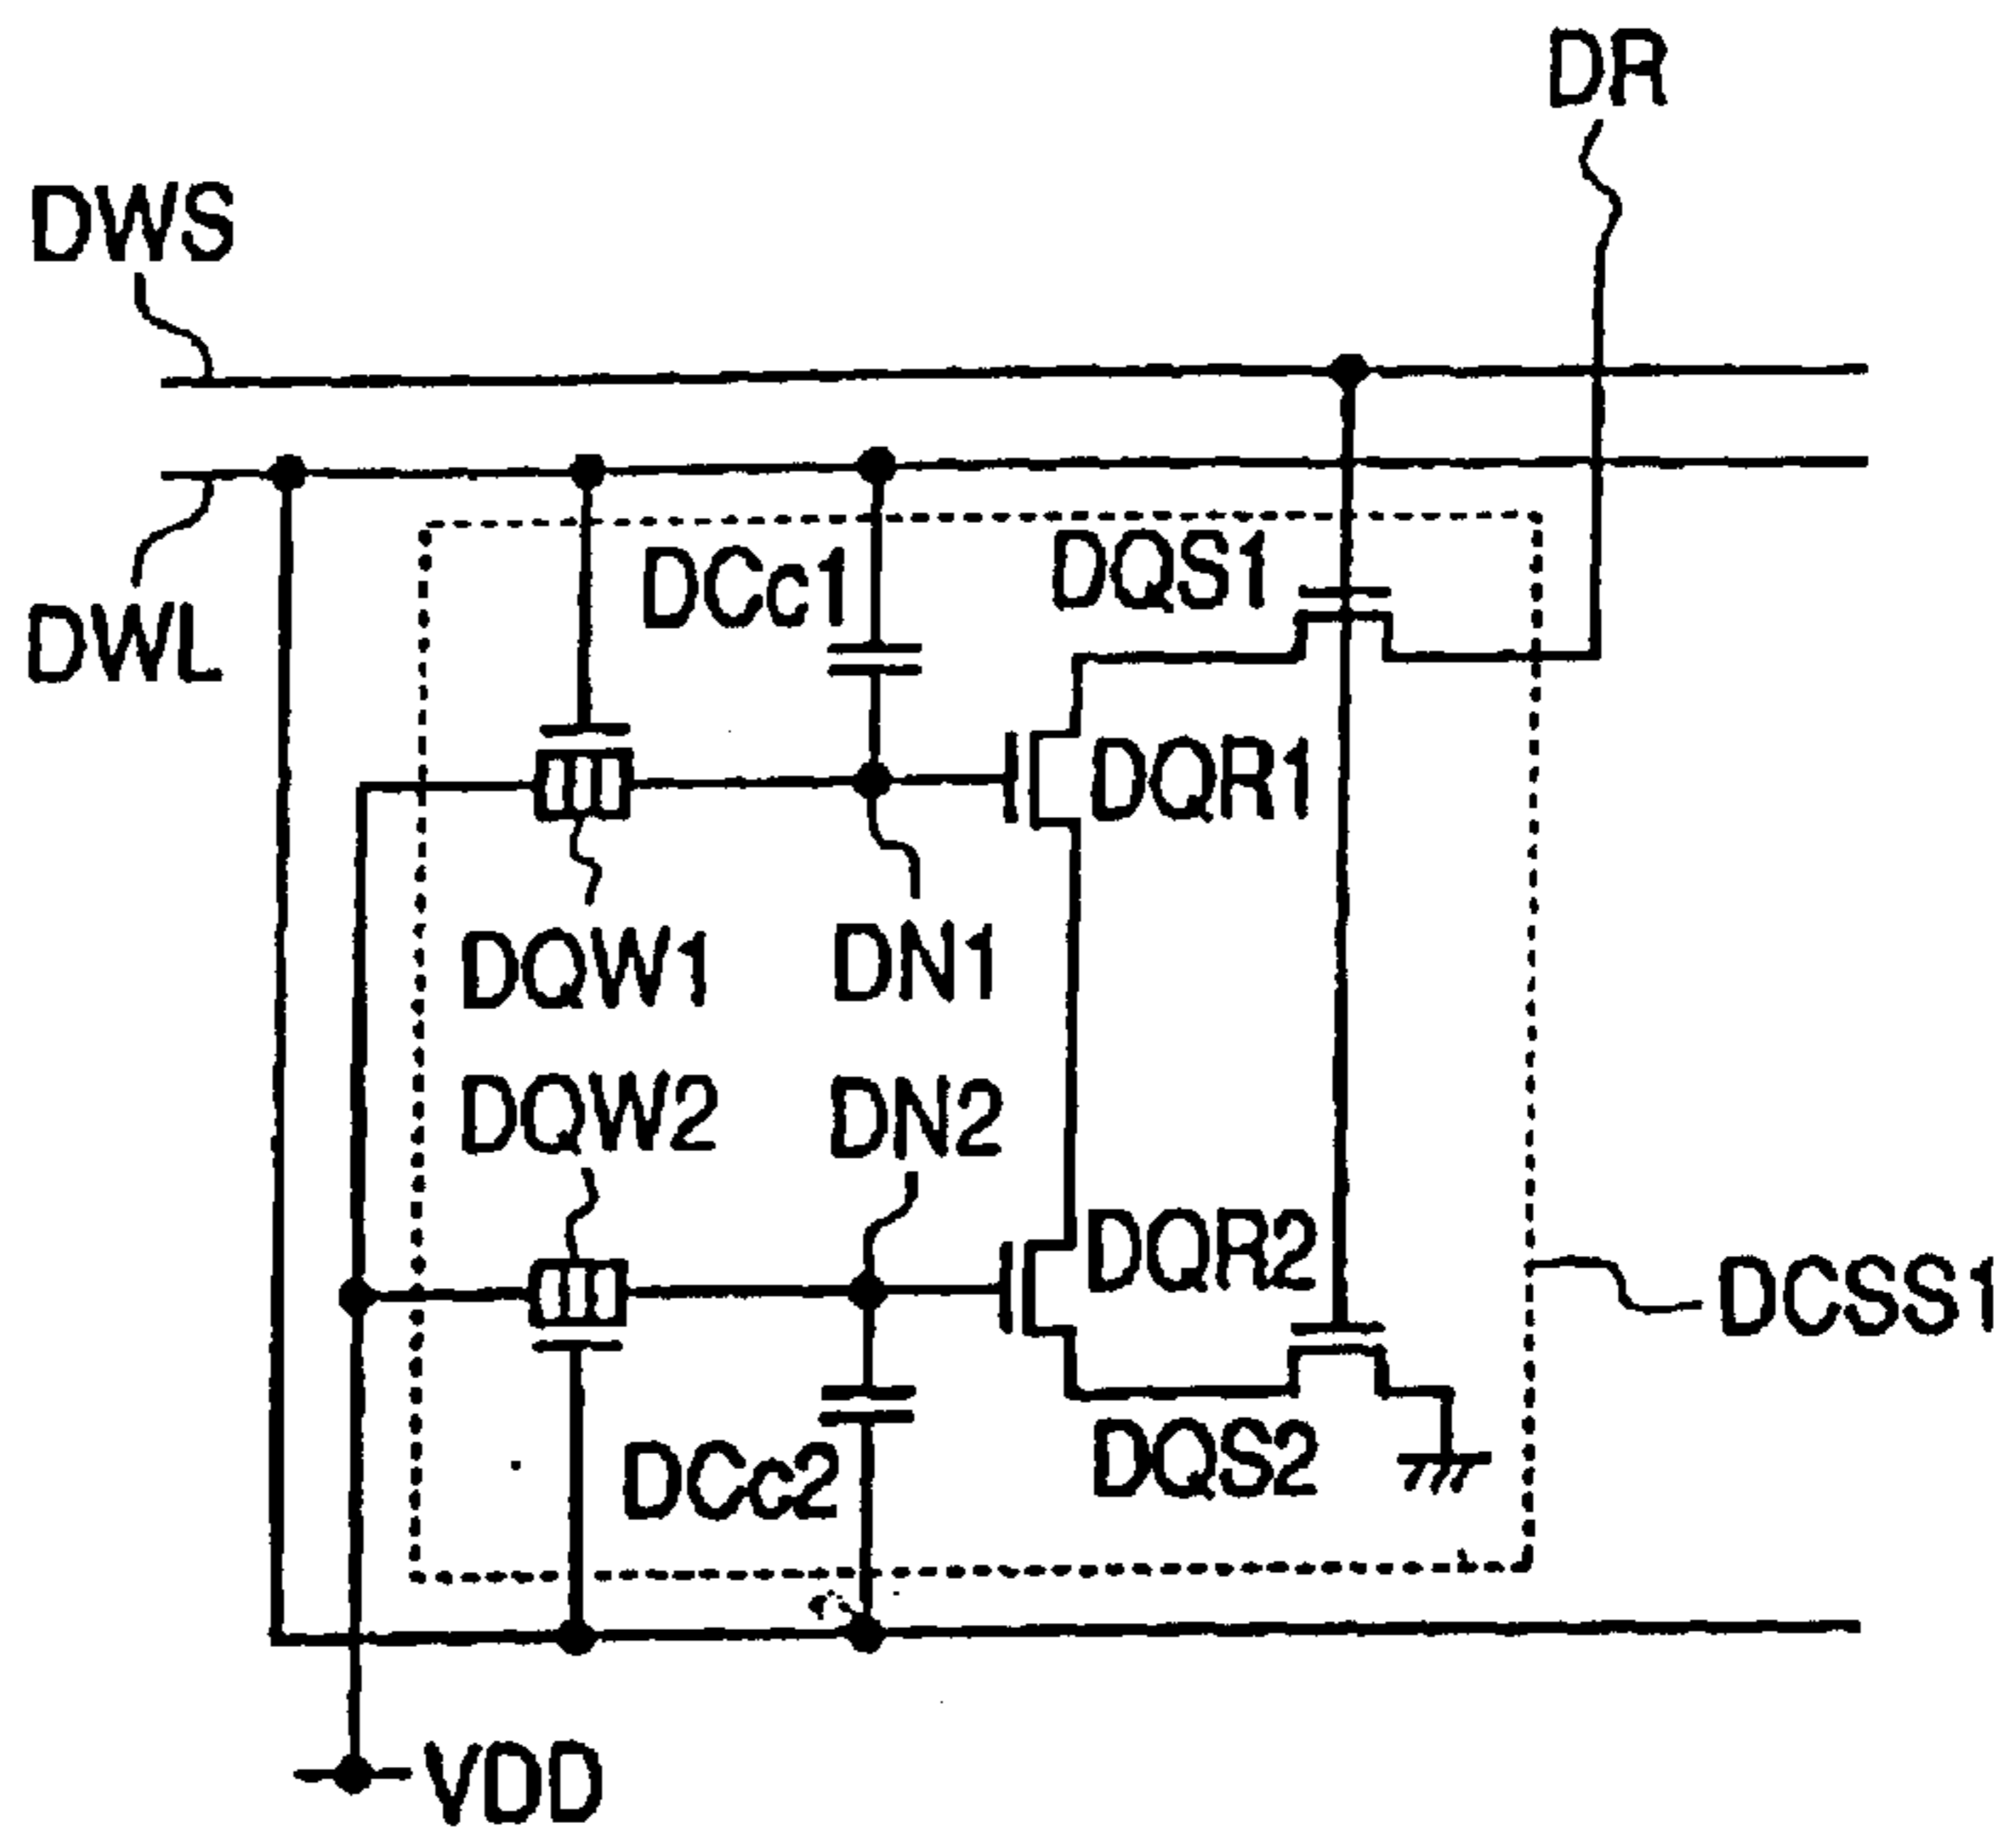 DR
DWS
DCc1
DQS1
DWL
DQR1
DQW1
DN1
DQW2
DN2
DQR2
DCSS1
DCc2
DQS2
VDD